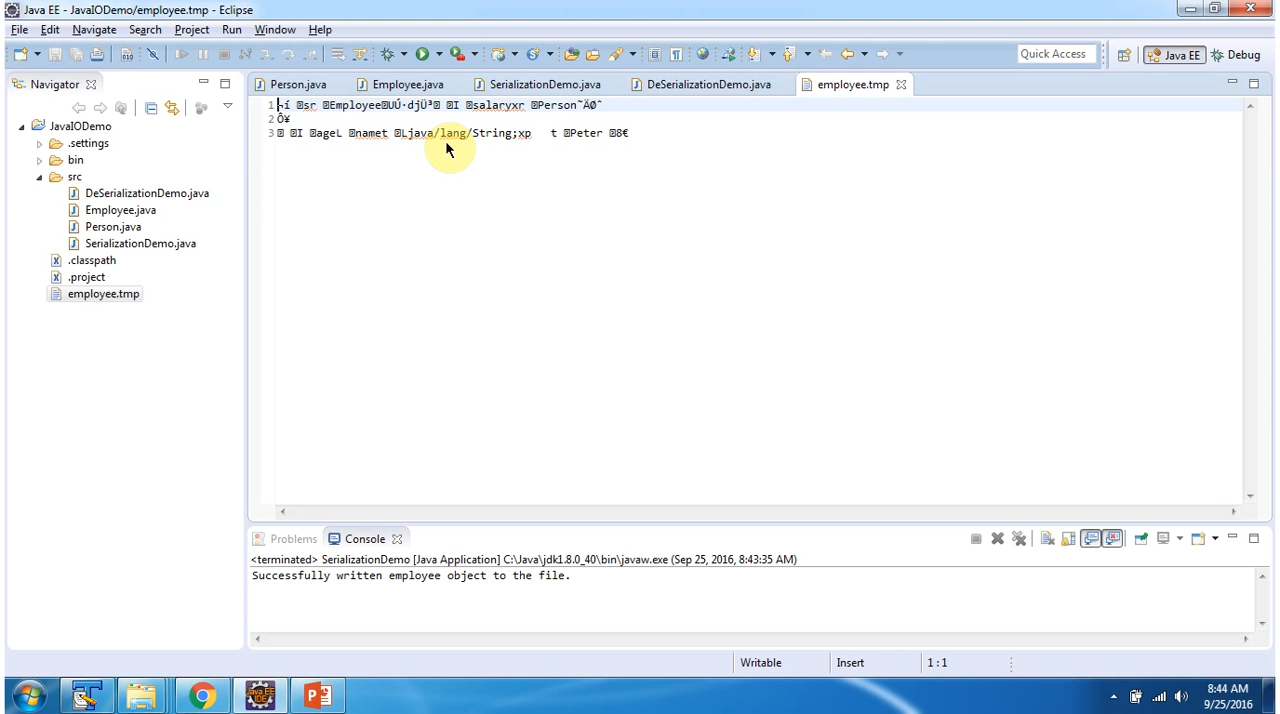 Java EE - JavaIODemo/employee.tmp - Eclipse
File Edit Navigate Search Project Run Window Help
Quick Access Java EE Debug
Navigator
Person.java Employee.java SerializationDemo.java DeSerializationDemo.java employee.tmp
JavaIODemo
.settings
bin
src
DeSerializationDemo.java
Employee.java
Person.java
SerializationDemo.java
.classpath
.project
employee.tmp
1 sr Employee I salaryxr Person
2 Ô¥
3 I ageL namet Ljava/lang/String;xp t Peter 8€
Problems Console
<terminated> SerializationDemo [Java Application] C:\Java\jdk1.8.0_40\bin\javaw.exe (Sep 25, 2016, 8:43:35 AM)
Successfully written employee object to the file.
Writable Insert 1 : 1
8:44 AM
9/25/2016